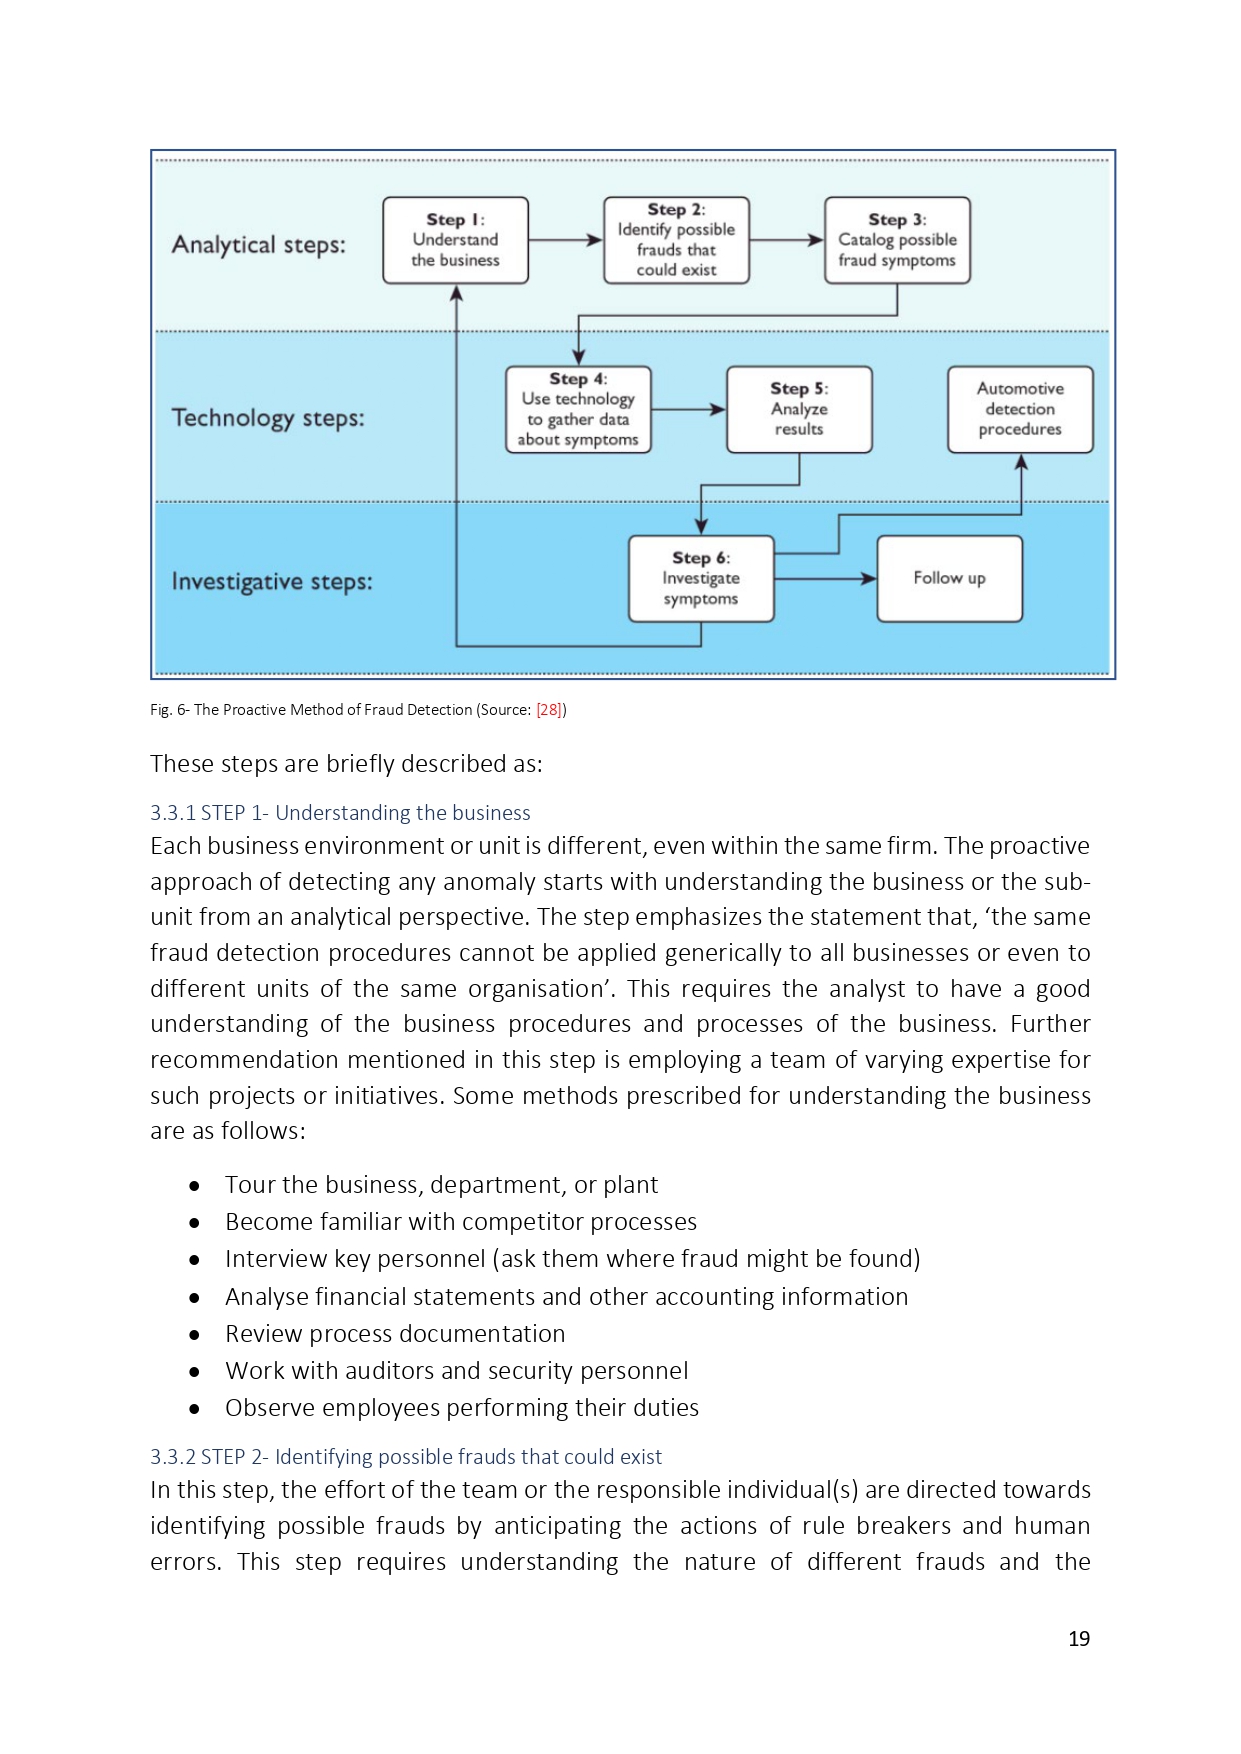 Analytical steps:
Step 1:
Understand
the business
Step 2:
Identify possible
frauds that
could exist
Step 3:
Catalog possible
fraud symptoms
Technology steps:
Step 4:
Use technology
to gather data
about symptoms
Step 5:
Analyze
results
Automotive
detection
procedures
Investigative steps:
Step 6:
Investigate
symptoms
Follow up
Fig. 6- The Proactive Method of Fraud Detection (Source: [28])
These steps are briefly described as:
3.3.1 STEP 1- Understanding the business
Each business environment or unit is different, even within the same firm. The proactive
approach of detecting any anomaly starts with understanding the business or the sub-
unit from an analytical perspective. The step emphasizes the statement that, ‘the same
fraud detection procedures cannot be applied generically to all businesses or even to
different units of the same organisation’. This requires the analyst to have a good
understanding of the business procedures and processes of the business. Further
recommendation mentioned in this step is employing a team of varying expertise for
such projects or initiatives. Some methods prescribed for understanding the business
are as follows:
● Tour the business, department, or plant
● Become familiar with competitor processes
● Interview key personnel (ask them where fraud might be found)
● Analyse financial statements and other accounting information
● Review process documentation
● Work with auditors and security personnel
● Observe employees performing their duties
3.3.2 STEP 2- Identifying possible frauds that could exist
In this step, the effort of the team or the responsible individual(s) are directed towards
identifying possible frauds by anticipating the actions of rule breakers and human
errors. This step requires understanding the nature of different frauds and the
19